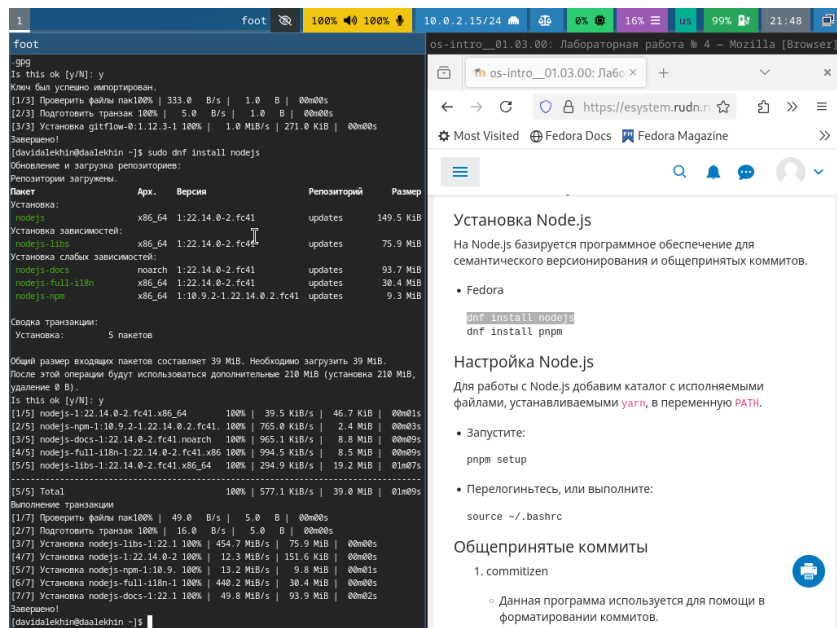 1
foot
100%
100%
10.0.2.15/24
0%
16%
us
99%
21:48
foot
.gpg
Is this ok [y/N]: y
Ключ был успешно импортирован.
[1/3] Проверить файлы пак100% | 333.0   B/s |   1.0   B |  00m00s
[2/3] Подготовить транзак 100% |   5.0   B/s |   1.0   B |  00m00s
[3/3] Установка gitflow-0:1.12.3-1 100% |   1.0 MiB/s | 271.0 KiB |  00m00s
Завершено!
[davidalekhin@daalekhin ~]$ sudo dnf install nodejs
Обновление и загрузка репозиториев:
Репозитории загружены.
Пакет Арх. Версия Репозиторий Размер
Установка:
nodejs x86_64 1:22.14.0-2.fc41 updates 149.5 KiB
Установка зависимостей:
nodejs-libs x86_64 1:22.14.0-2.fc41 updates 75.9 MiB
Установка слабых зависимостей:
nodejs-docs noarch 1:22.14.0-2.fc41 updates 93.7 MiB
nodejs-full-i18n x86_64 1:22.14.0-2.fc41 updates 30.4 MiB
nodejs-npm x86_64 1:10.9.2-1.22.14.0.2.fc41 updates 9.3 MiB
Сводка транзакции:
Установка: 5 пакетов
Общий размер входящих пакетов составляет 39 MiB. Необходимо загрузить 39 MiB.
После этой операции будут использоваться дополнительные 210 MiB (установка 210 MiB,
удаление 0 B).
Is this ok [y/N]: y
[1/5] nodejs-1:22.14.0-2.fc41.x86_64 100% |  39.5 KiB/s |  46.7 KiB |  00m01s
[2/5] nodejs-npm-1:10.9.2-1.22.14.0.2.fc41. 100% | 765.0 KiB/s |   2.4 MiB |  00m03s
[3/5] nodejs-docs-1:22.14.0-2.fc41.noarch 100% | 965.1 KiB/s |   8.8 MiB |  00m09s
[4/5] nodejs-full-i18n-1:22.14.0-2.fc41.x86 100% | 994.5 KiB/s |   8.5 MiB |  00m09s
[5/5] nodejs-libs-1:22.14.0-2.fc41.x86_64 100% | 294.9 KiB/s |  19.2 MiB |  01m07s
--------------------------------------------------------------------------------
[5/5] Total 100% | 577.1 KiB/s |  39.0 MiB |  01m09s
Выполнение транзакции
[1/7] Проверить файлы пак100% |  49.0   B/s |   5.0   B |  00m00s
[2/7] Подготовить транзак 100% |  16.0   B/s |   5.0   B |  00m00s
[3/7] Установка nodejs-libs-1:22.1 100% | 454.7 MiB/s |  75.9 MiB |  00m00s
[4/7] Установка nodejs-1:22.14.0-2 100% |  12.3 MiB/s | 151.6 KiB |  00m00s
[5/7] Установка nodejs-npm-1:10.9. 100% |  13.2 MiB/s |   9.8 MiB |  00m01s
[6/7] Установка nodejs-full-i18n-1 100% | 440.2 MiB/s |  30.4 MiB |  00m00s
[7/7] Установка nodejs-docs-1:22.1 100% |  49.8 MiB/s |  93.9 MiB |  00m02s
Завершено!
[davidalekhin@daalekhin ~]$
os-intro__01.03.00: Лабораторная работа № 4 — Mozilla [Browser]
os-intro__01.03.00: Лабо
https://esystem.rudn.r
Most Visited
Fedora Docs
Fedora Magazine
Установка Node.js
На Node.js базируется программное обеспечение для
семантического версионирования и общепринятых коммитов.
• Fedora
dnf install nodejs
dnf install pnpm
Настройка Node.js
Для работы с Node.js добавим каталог с исполняемыми
файлами, устанавливаемыми yarn, в переменную PATH.
• Запустите:
pnpm setup
• Перелогиньтесь, или выполните:
source ~/.bashrc
Общепринятые коммиты
1. commitizen
◦ Данная программа используется для помощи в
форматировании коммитов.